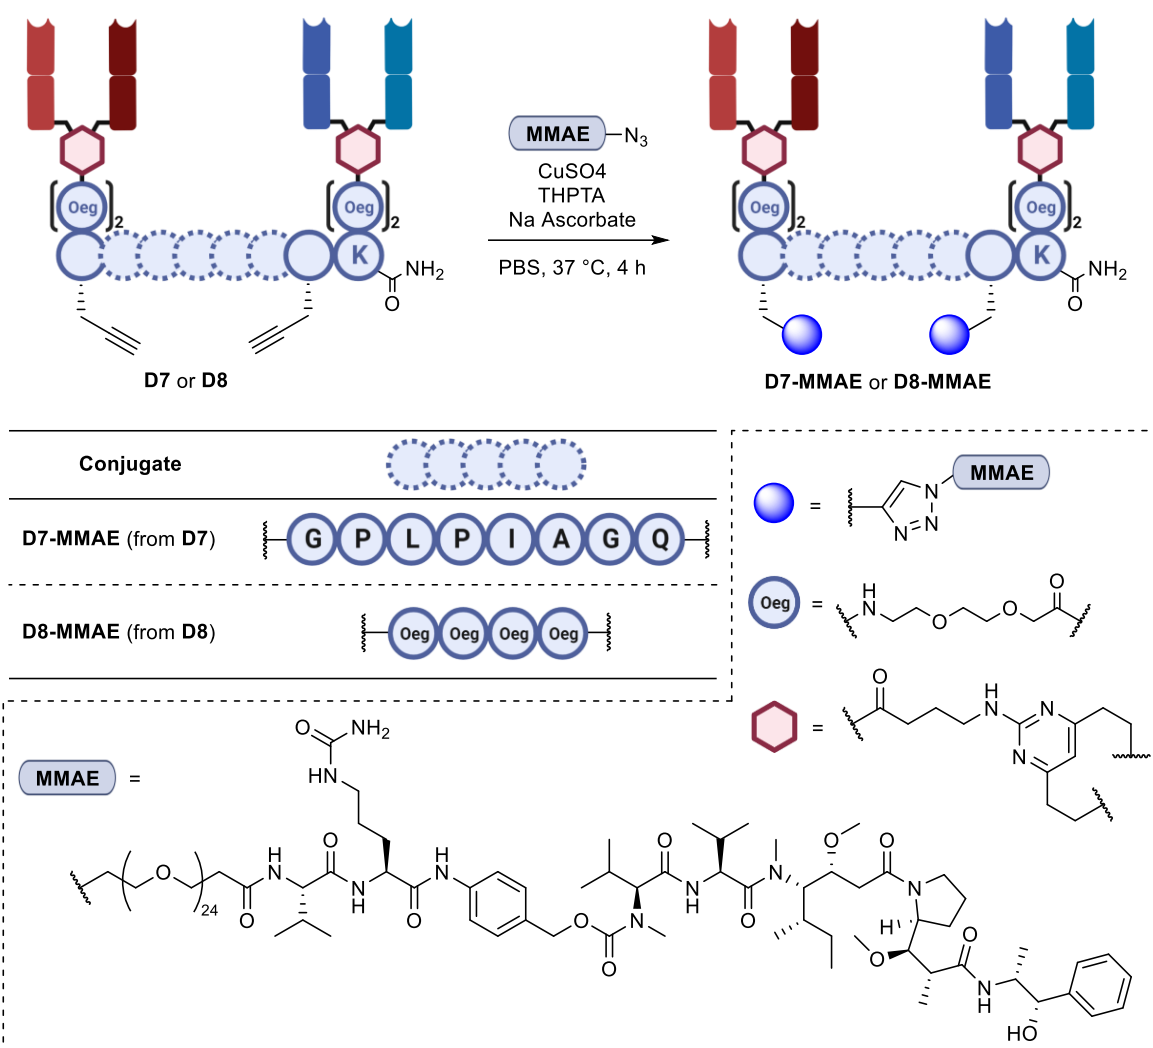 Oeg
2
Oeg
2
K
NH2
O
D7 or D8
MMAE N3
CuSO4
THPTA
Na Ascorbate
PBS, 37 °C, 4 h
Oeg
2
Oeg
2
K
NH2
O
D7-MMAE or D8-MMAE
Conjugate
D7-MMAE (from D7)
G P L P I A G Q
D8-MMAE (from D8)
Oeg Oeg Oeg Oeg
=
MMAE
N
N
N
Oeg =
H
N
O
O
O
=
O
H
N
N
N
MMAE =
O
NH2
HN
O
24
O
H
N
O
N
H
O
H
N
O
O
N
O
N
H
O
N
O
O
N
H
O
O
N
H
HO